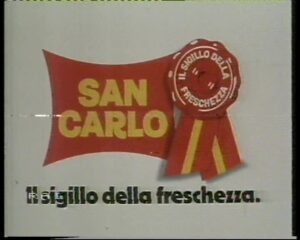 SAN
CARLO
IL SIGILLO DELLA
FRESCHEZZA
Il sigillo della freschezza.